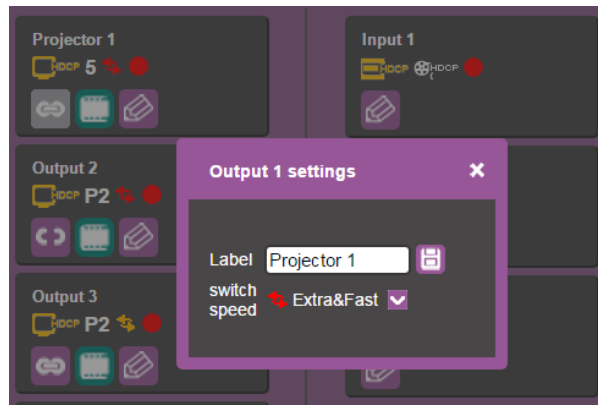 Projector 1
HDCP 5
Input 1
HDCP HDCP
Output 2
HDCP P2
Output 3
HDCP P2
Output 1 settings
Label Projector 1
switch speed Extra&Fast